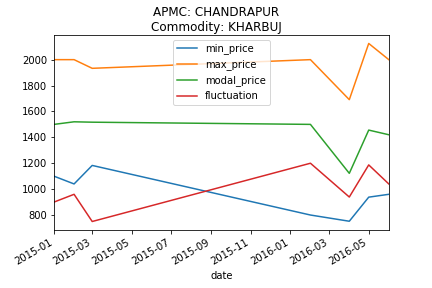 APMC: CHANDRAPUR
Commodity: KHARBUJ
min_price
max_price
modal_price
fluctuation
2000
1800
1600
1400
1200
1000
800
2015-01
2015-03
2015-05
2015-07
2015-09
2015-11
2016-01
2016-03
2016-05
date